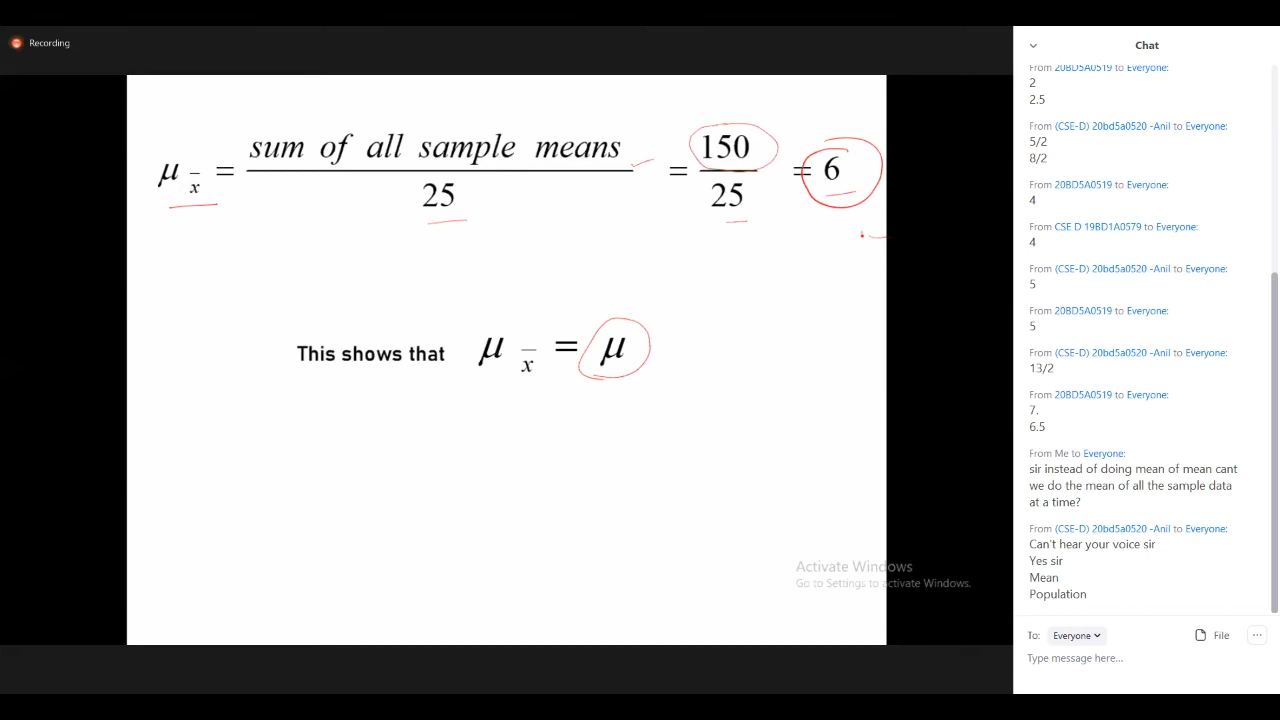 Recording
μ x̄ = sum of all sample means / 25 = 150 / 25 = 6
This shows that μ x̄ = μ
Activate Windows
Go to Settings to activate Windows.
Chat
From 20BD5A0519 to Everyone:
2
2.5
From (CSE-D) 20bd5a0520 -Anil to Everyone:
5/2
8/2
From 20BD5A0519 to Everyone:
4
From CSE D 19BD1A0579 to Everyone:
4
From (CSE-D) 20bd5a0520 -Anil to Everyone:
5
From 20BD5A0519 to Everyone:
5
From (CSE-D) 20bd5a0520 -Anil to Everyone:
13/2
From 20BD5A0519 to Everyone:
7.
6.5
From Me to Everyone:
sir instead of doing mean of mean cant
we do the mean of all the sample data
at a time?
From (CSE-D) 20bd5a0520 -Anil to Everyone:
Can't hear your voice sir
Yes sir
Mean
Population
To: Everyone File ...
Type message here...